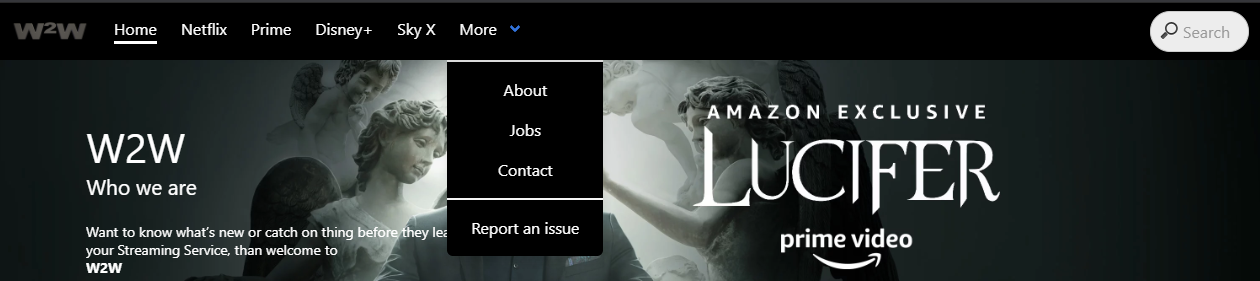 W2W Home Netflix Prime Disney+ Sky X More Search
About
Jobs
Contact
Report an issue
W2W
Who we are
Want to know what's new or catch on thing before they lea
your Streaming Service, than welcome to
W2W
AMAZON EXCLUSIVE
LUCIFER
prime video